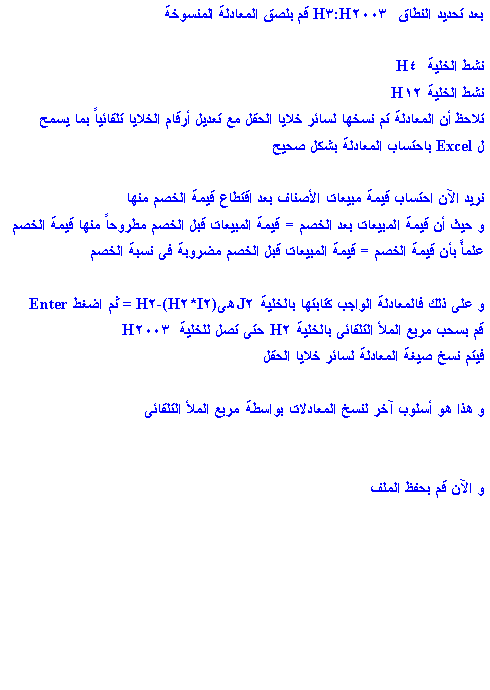 بعد تحديد النطاق H٣:H٢٠٠٣ قم بلصق المعادلة المنسوخة
نشط الخلية H٤
نشط الخلية H١٢
تلاحظ أن المعادلة تم نسخها لسائر خلايا الحقل مع تعديل أرقام الخلايا تلقائياً بما يسمح
ل Excel باحتساب المعادلة بشكل صحيح
نريد الآن احتساب قيمة مبيعات الأصناف بعد اقتطاع قيمة الخصم منها
و حيث أن قيمة المبيعات بعد الخصم = قيمة المبيعات قبل الخصم مطروحاً منها قيمة الخصم
علماً بأن قيمة الخصم = قيمة المبيعات قبل الخصم مضروبة فى نسبة الخصم
و على ذلك فالمعادلة الواجب كتابتها بالخلية J٢ هى(H٢-(H٢*I٢ = ثم اضغط Enter
قم بسحب مربع الملأ التلقائى بالخلية H٢ حتى تصل للخلية H٢٠٠٣
فيتم نسخ صيغة المعادلة لسائر خلايا الحقل
و هذا هو أسلوب آخر لنسخ المعادلات بواسطة مربع الملأ التلقائى
و الآن قم بحفظ الملف